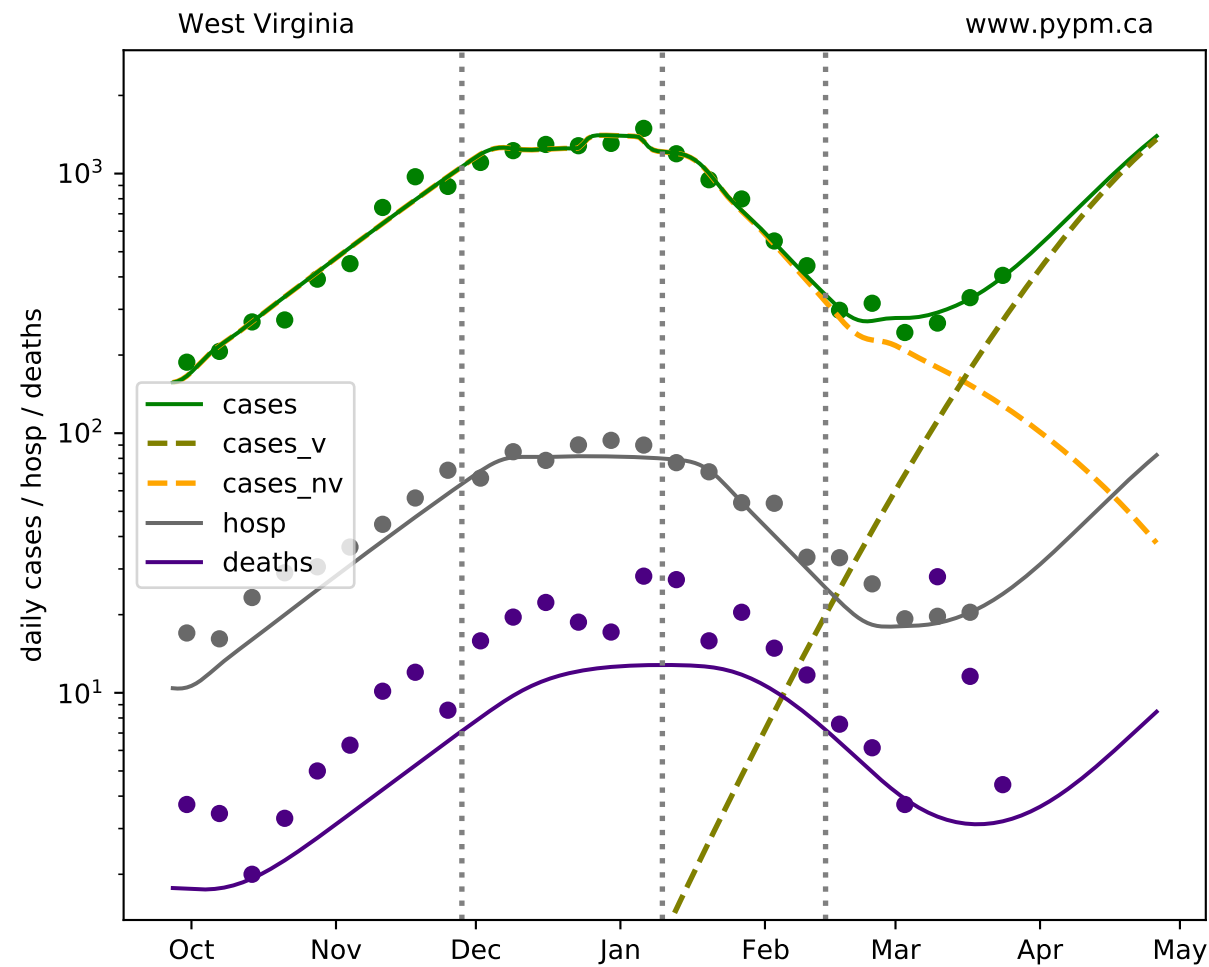 West Virginia
www.pypm.ca
daily cases / hosp / deaths
10³
10²
10¹
cases
cases_v
cases_nv
hosp
deaths
Oct Nov Dec Jan Feb Mar Apr May